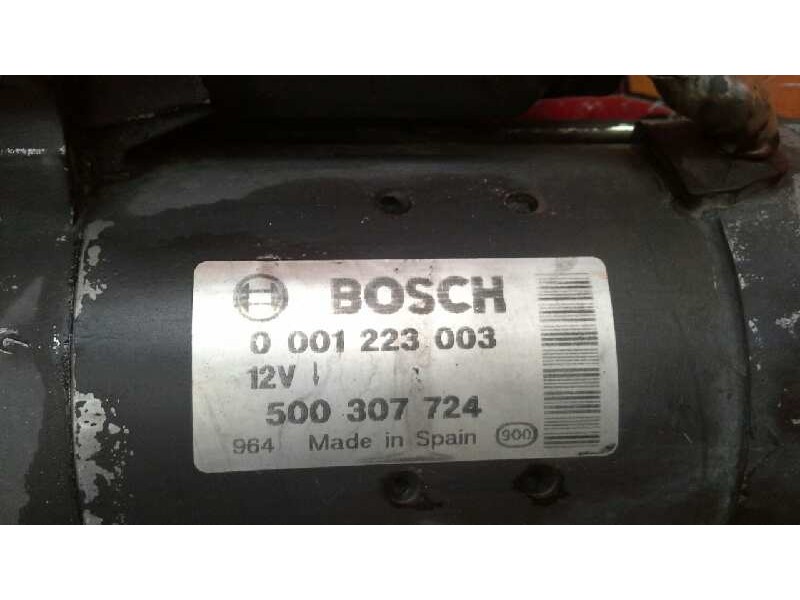 BOSCH
0 001 223 003
12V ↓
500 307 724
964 Made in Spain 900